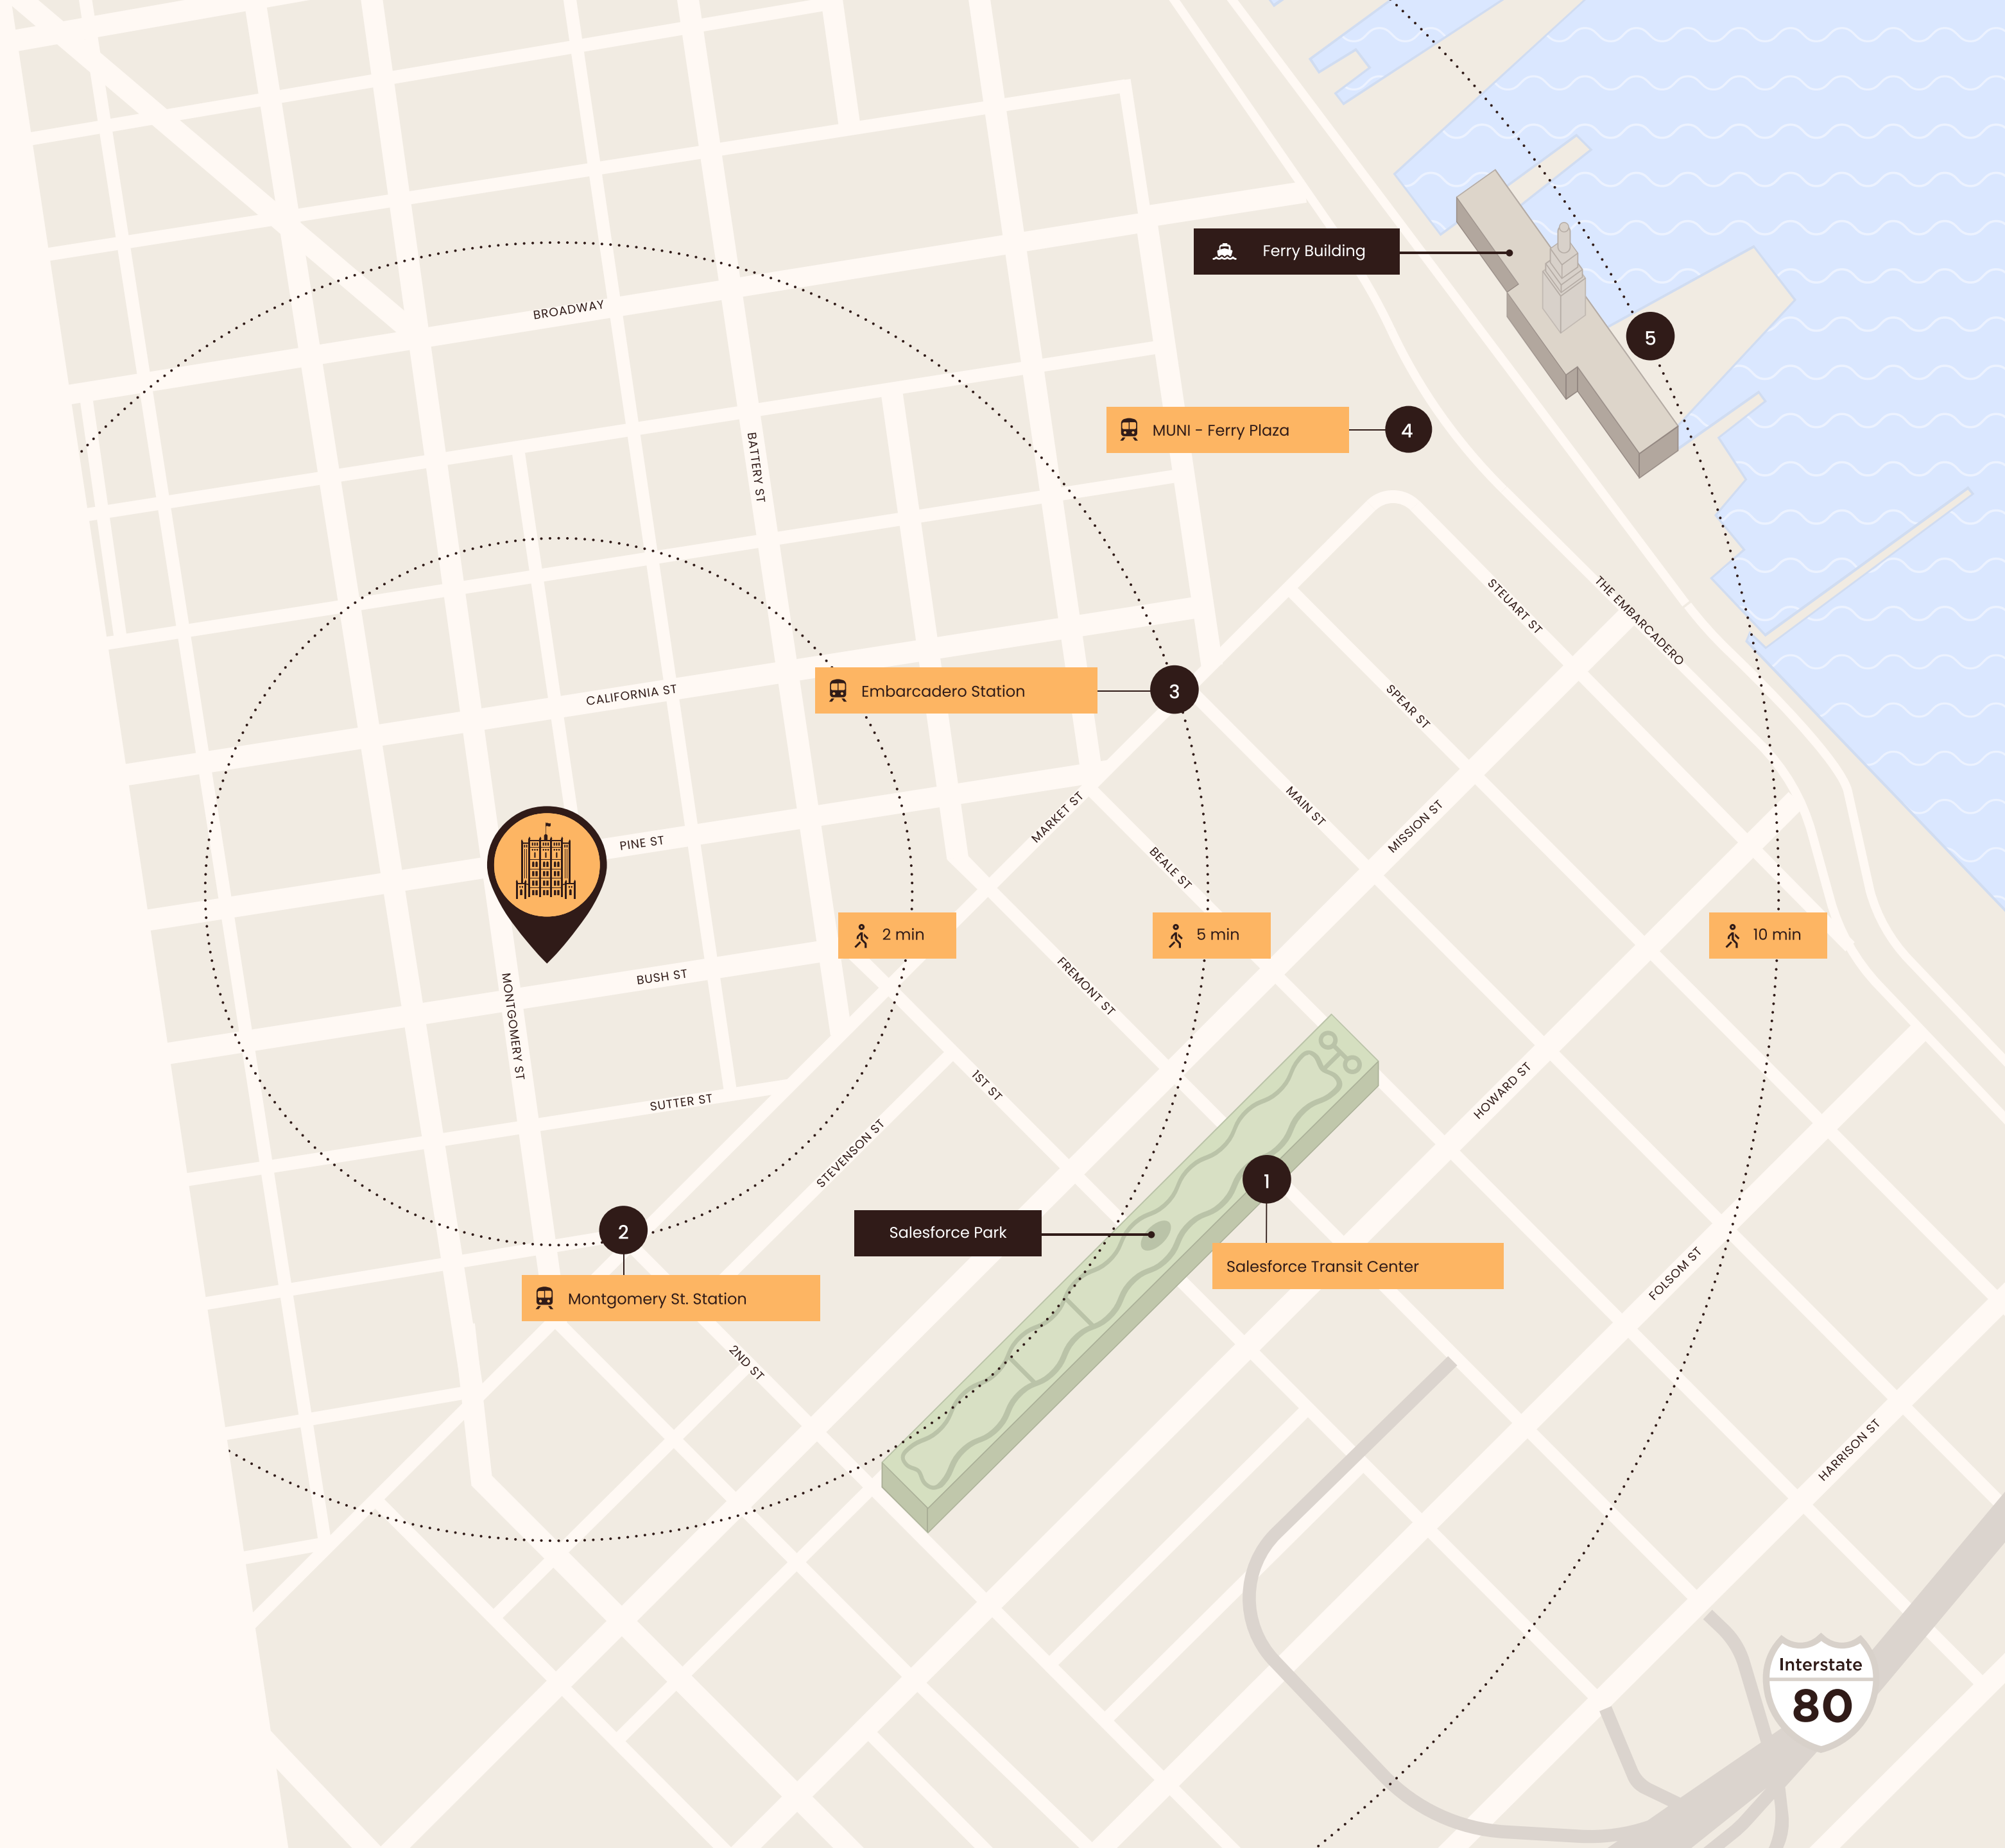 BROADWAY
Ferry Building
5
MUNI - Ferry Plaza
4
BATTERY ST
STEUART ST
THE EMBARCADERO
CALIFORNIA ST
Embarcadero Station
3
SPEAR ST
MARKET ST
MAIN ST
MISSION ST
PINE ST
BEALE ST
2 min
5 min
10 min
BUSH ST
MONTGOMERY ST
FREMONT ST
SUTTER ST
1ST ST
HOWARD ST
STEVENSON ST
1
2
Salesforce Park
Salesforce Transit Center
Montgomery St. Station
FOLSOM ST
2ND ST
HARRISON ST
Interstate
80